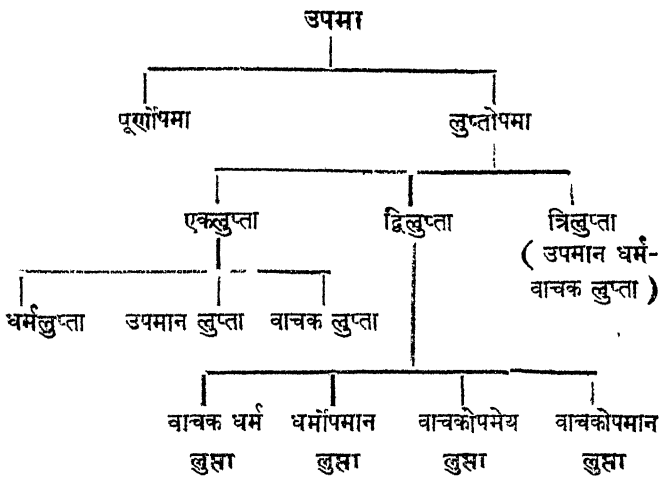 उपमा
पूर्णोपमा लुप्तोपमा
एकलुप्ता द्विलुप्ता त्रिलुप्ता
( उपमान धर्म-
वाचक लुप्ता )
धर्मलुप्ता उपमान लुप्ता वाचक लुप्ता
वाचक धर्म धर्मोपमान वाचकोपमेय वाचकोपमान
लुप्ता लुप्ता लुप्ता लुप्ता